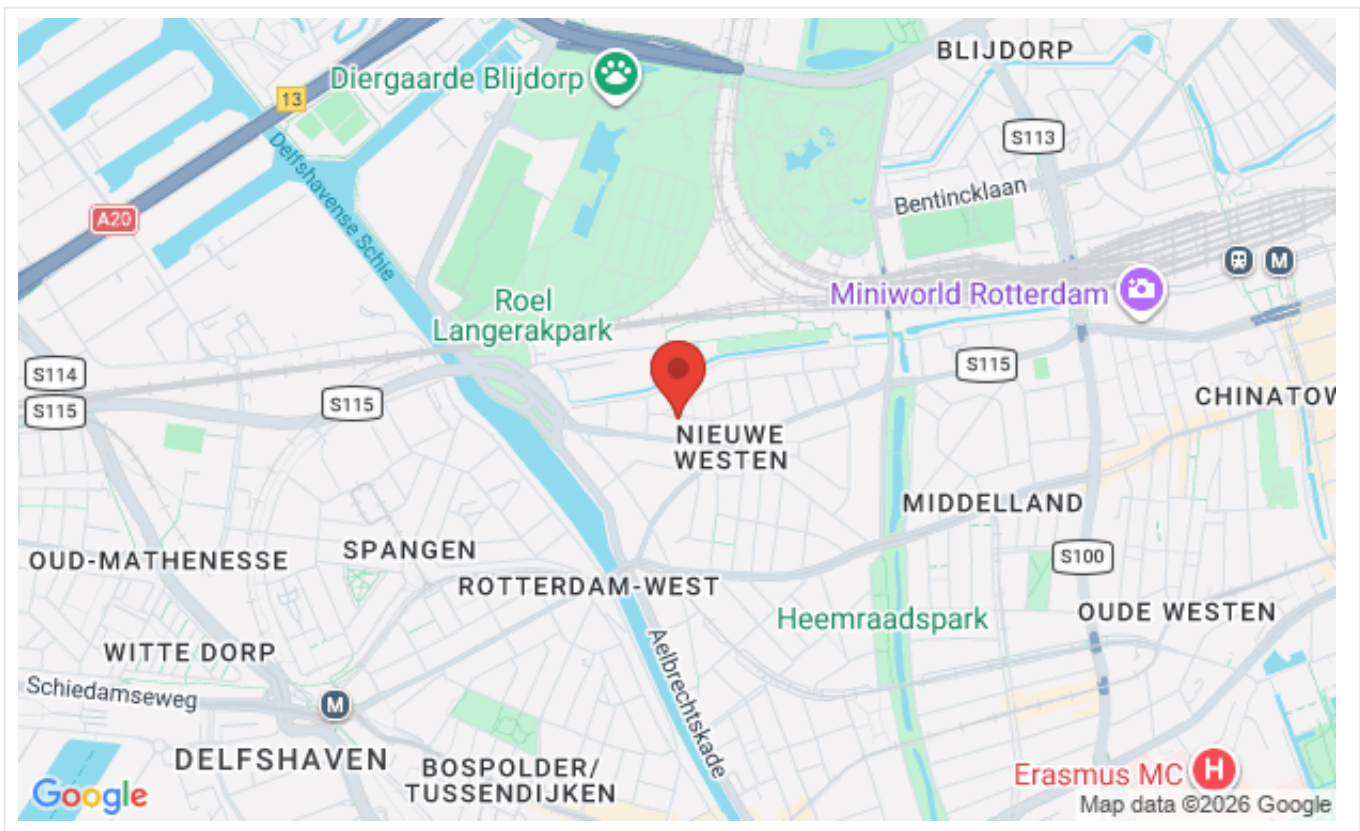 BLIJDORP
Diergaarde Blijdorp
13
S113
Delfshavense Schie
Bentincklaan
A20
M
Miniworld Rotterdam
Roel
Langerakpark
S114
S115
S115
S115
CHINATOW
NIEUWE
WESTEN
MIDDELLAND
SPANGEN
OUD-MATHENESSE
S100
ROTTERDAM-WEST
Heemraadspark
OUDE WESTEN
WITTE DORP
Schiedamseweg
M
Aelbrechtskade
DELFSHAVEN
BOSPOLDER/
TUSSENDIJKEN
Erasmus MC
H
Google
Map data ©2026 Google